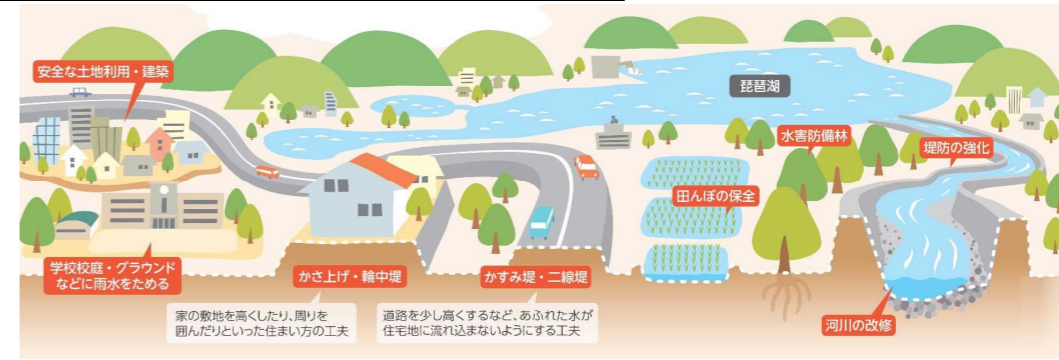 安全な土地利用・建築
琵琶湖
水害防備林
堤防の強化
田んぼの保全
学校校庭・グラウンド
などに雨水をためる
かさ上げ・輪中堤
かすみ堤・二線堤
家の敷地を高くしたり、周りを
囲んだりといった住まい方の工夫
道路を少し高くするなど、あふれた水が
住宅地に流れ込まないようにする工夫
河川の改修